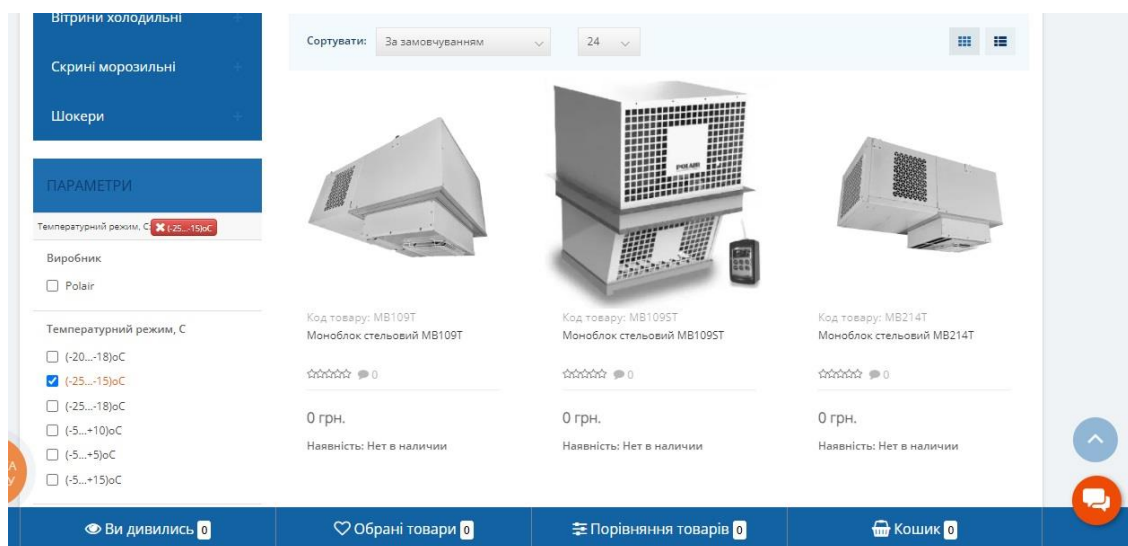 Вітрини холодильні
Скрині морозильні
Шокери
ПАРАМЕТРИ
Температурний режим, C: ✖ (-25...-15)oC
Виробник
Polair
Температурний режим, С
(-20...-18)oC
(-25...-15)oC
(-25...-18)oC
(-5...+10)oC
(-5...+5)oC
(-5...+15)oC
Сортувати: За замовчуванням 24
POLAIR
Код товару: MB109T
Моноблок стельовий MB109T
0
0 грн.
Наявність: Нет в наличии
Код товару: MB109ST
Моноблок стельовий MB109ST
0
0 грн.
Наявність: Нет в наличии
Код товару: MB214T
Моноблок стельовий MB214T
0
0 грн.
Наявність: Нет в наличии
Ви дивились 0
Обрані товари 0
Порівняння товарів 0
Кошик 0